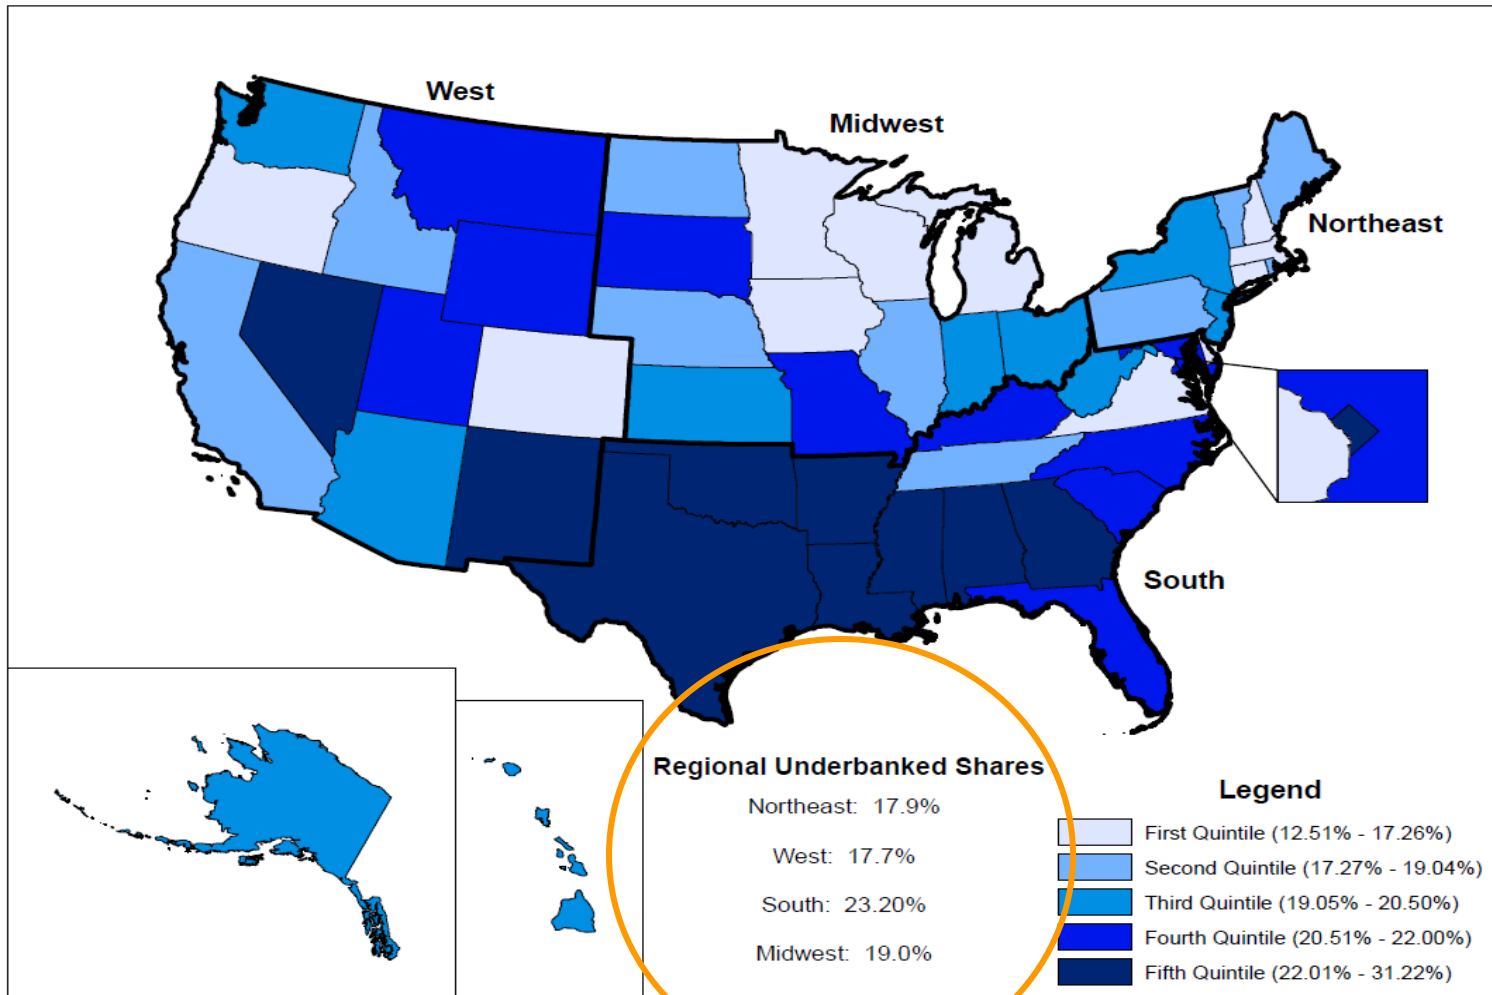 West
Midwest
Northeast
South
Regional Underbanked Shares
Northeast: 17.9%
West: 17.7%
South: 23.20%
Midwest: 19.0%
Legend
First Quintile (12.51% - 17.26%)
Second Quintile (17.27% - 19.04%)
Third Quintile (19.05% - 20.50%)
Fourth Quintile (20.51% - 22.00%)
Fifth Quintile (22.01% - 31.22%)